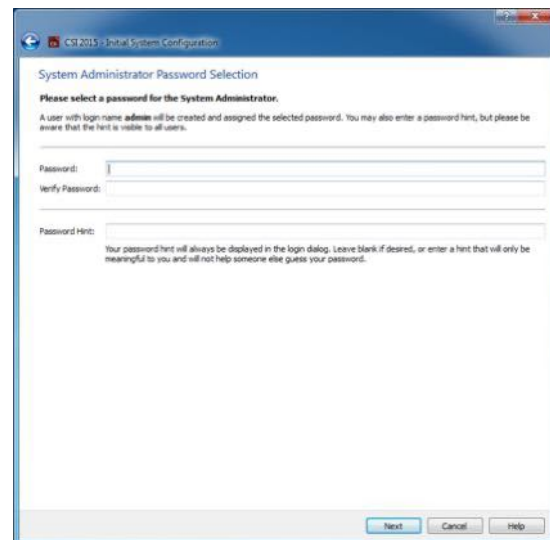 CSI 2015 - Initial System Configuration
System Administrator Password Selection
Please select a password for the System Administrator.
A user with login name admin will be created and assigned the selected password. You may also enter a password hint, but please be
aware that the hint is visible to all users.
Password:
Verify Password:
Password Hint:
Your password hint will always be displayed in the login dialog. Leave blank if desired, or enter a hint that will only be
meaningful to you and will not help someone else guess your password.
Next Cancel Help